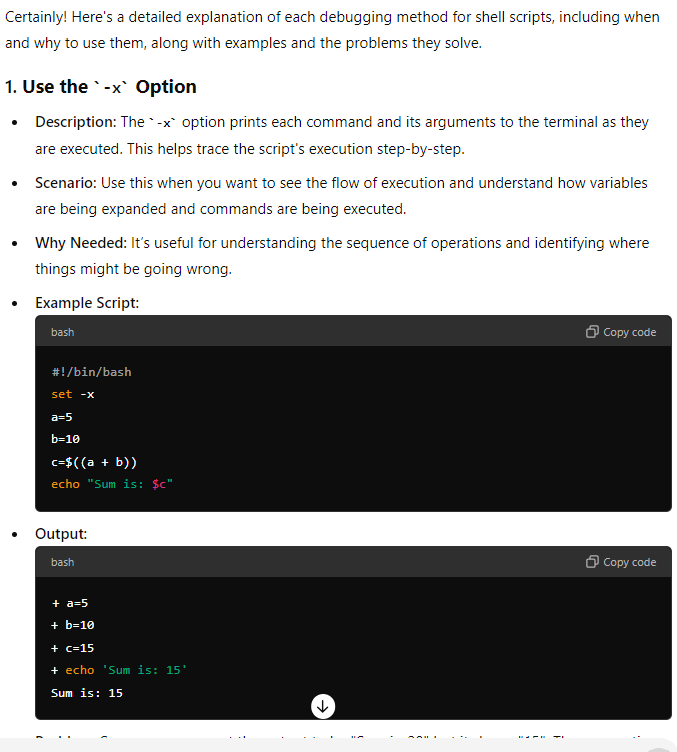 Certainly! Here's a detailed explanation of each debugging method for shell scripts, including when
and why to use them, along with examples and the problems they solve.
1. Use the `-x` Option
• Description: The `-x` option prints each command and its arguments to the terminal as they
are executed. This helps trace the script's execution step-by-step.
• Scenario: Use this when you want to see the flow of execution and understand how variables
are being expanded and commands are being executed.
• Why Needed: It's useful for understanding the sequence of operations and identifying where
things might be going wrong.
• Example Script:
bash Copy code
#!/bin/bash
set -x
a=5
b=10
c=$((a + b))
echo "Sum is: $c"
• Output:
bash Copy code
+ a=5
+ b=10
+ c=15
+ echo 'Sum is: 15'
Sum is: 15